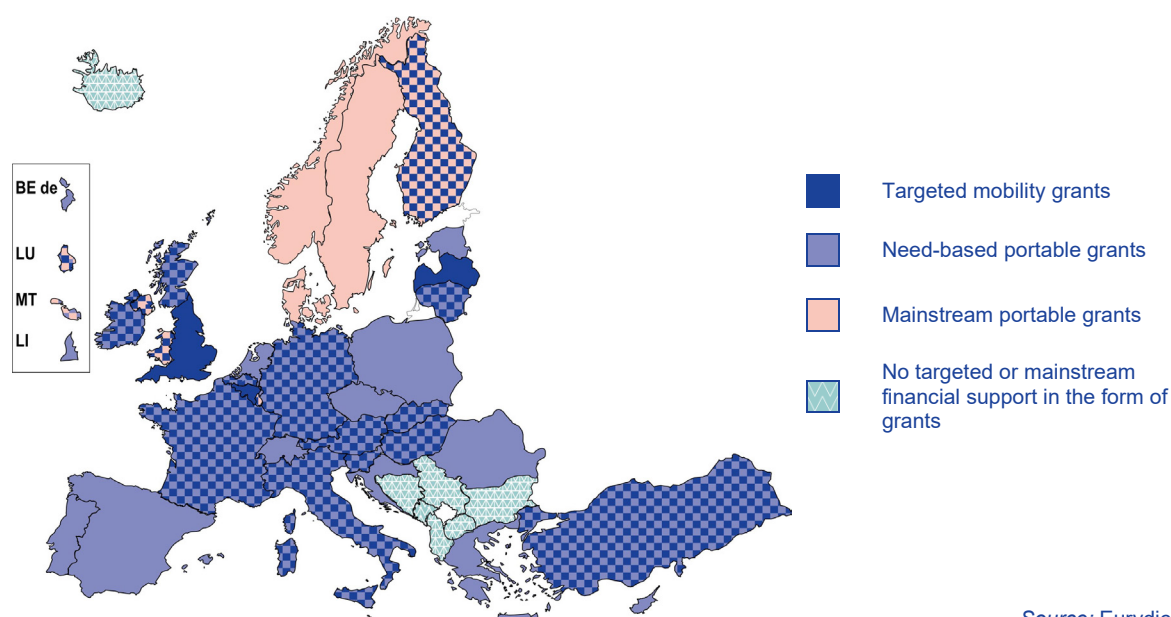 BE de
LU
MT
LI
Targeted mobility grants
Need-based portable grants
Mainstream portable grants
No targeted or mainstream
financial support in the form of
grants
Source: